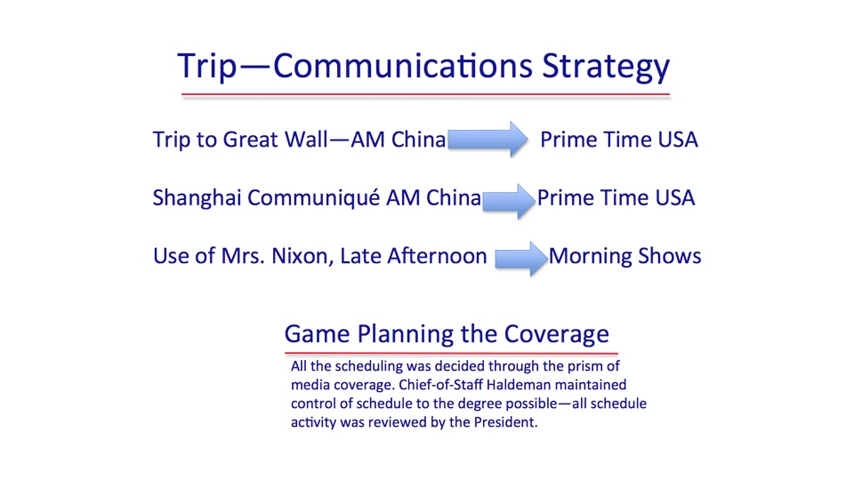 Trip—Communications Strategy
Trip to Great Wall—AM China Prime Time USA
Shanghai Communiqué AM China Prime Time USA
Use of Mrs. Nixon, Late Afternoon Morning Shows
Game Planning the Coverage
All the scheduling was decided through the prism of
media coverage. Chief-of-Staff Haldeman maintained
control of schedule to the degree possible—all schedule
activity was reviewed by the President.